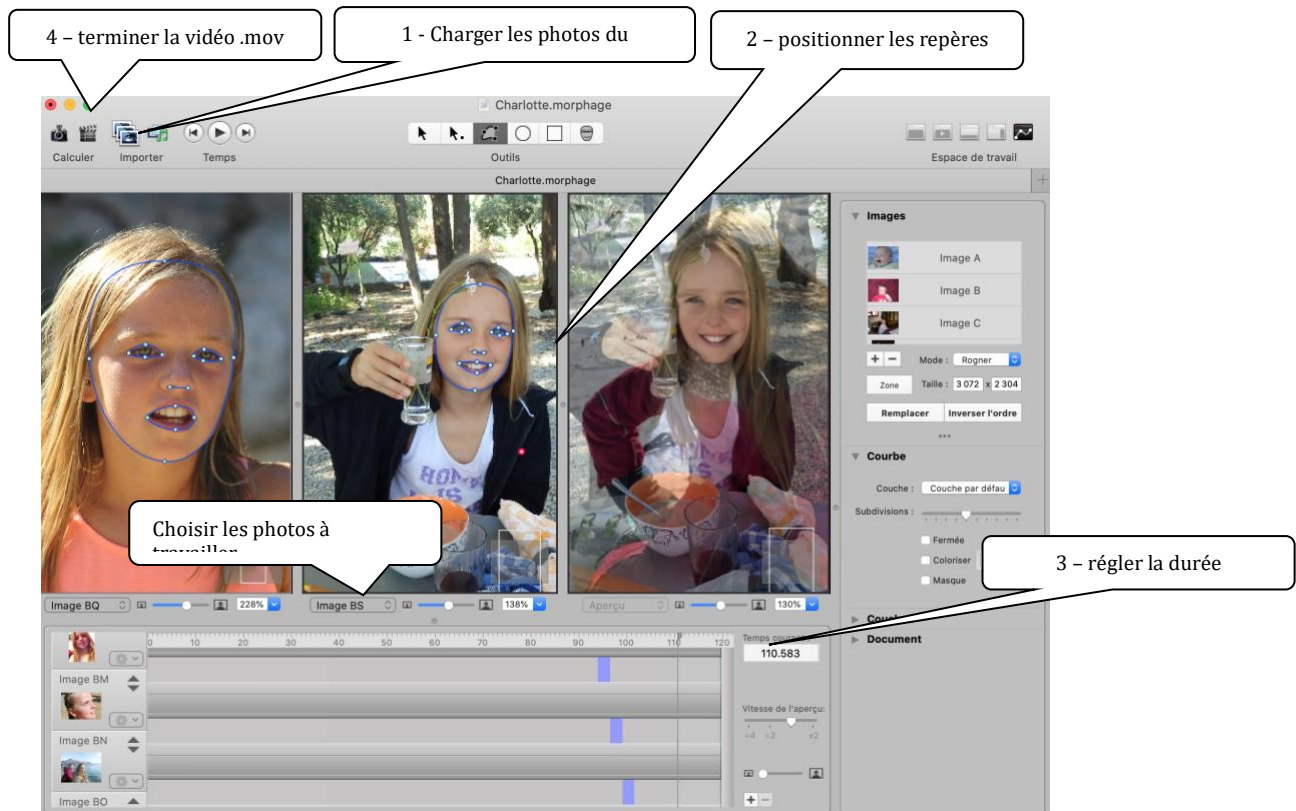 4 – terminer la vidéo .mov
1 - Charger les photos du
2 – positionner les repères
Charlotte.morphage
Calculer
Importer
Temps
Outils
Espace de travail
Charlotte.morphage
Images
Image A
Image B
Image C
Mode : Rogner
Zone
Taille : 3 072 x 2 304
Remplacer
Inverser l'ordre
Courbe
Couche : Couche par défau
Subdivisions :
Fermée
Coloriser
Masque
Choisir les photos à
3 – régler la durée
Image BQ
228%
Image BS
138%
Aperçu
130%
Document
0 10 20 30 40 50 60 70 80 90 100 110 120
Temps
110.583
Image BM
Vitesse de l'aperçu:
÷4 ÷2 x2
Image BN
Image BO